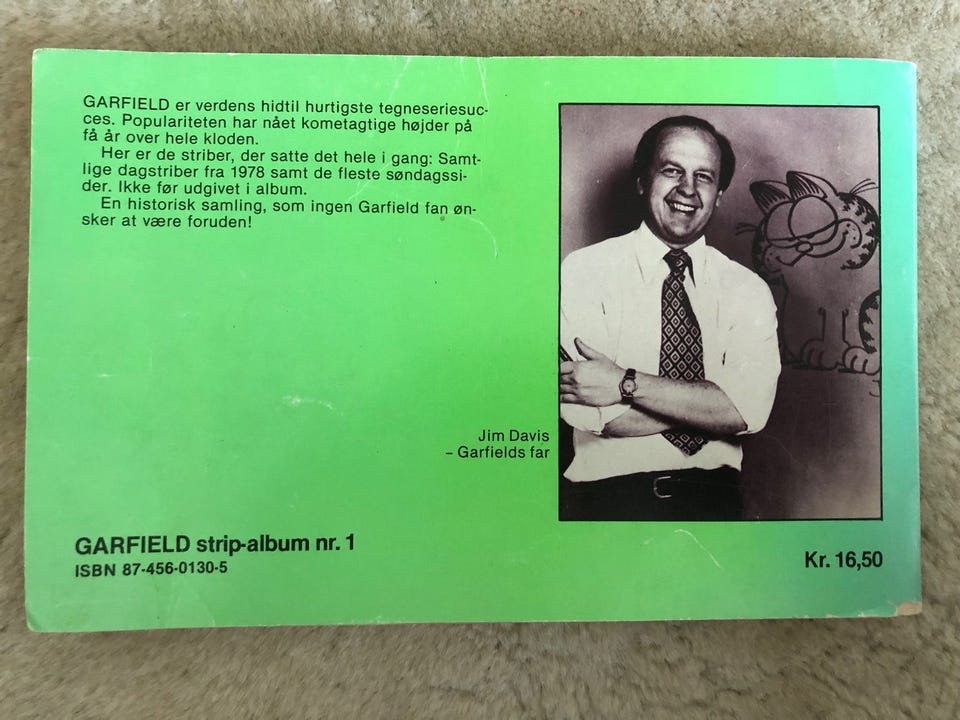 GARFIELD er verdens hidtil hurtigste tegneseriesuc-
ces. Populariteten har nået kometagtige højder på
få år over hele kloden.
Her er de striber, der satte det hele i gang: Samt-
lige dagstriber fra 1978 samt de fleste søndagssi-
der. Ikke før udgivet i album.
En historisk samling, som ingen Garfield fan øn-
sker at være foruden!
Jim Davis
– Garfields far
GARFIELD strip-album nr. 1
ISBN 87-456-0130-5
Kr. 16,50